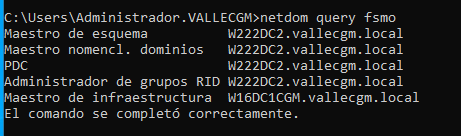 C:\Users\Administrador.VALLECGM>netdom query fsmo
Maestro de esquema W222DC2.vallecgm.local
Maestro nomencl. dominios W222DC2.vallecgm.local
PDC W222DC2.vallecgm.local
Administrador de grupos RID W222DC2.vallecgm.local
Maestro de infraestructura W16DC1CGM.vallecgm.local
El comando se completó correctamente.